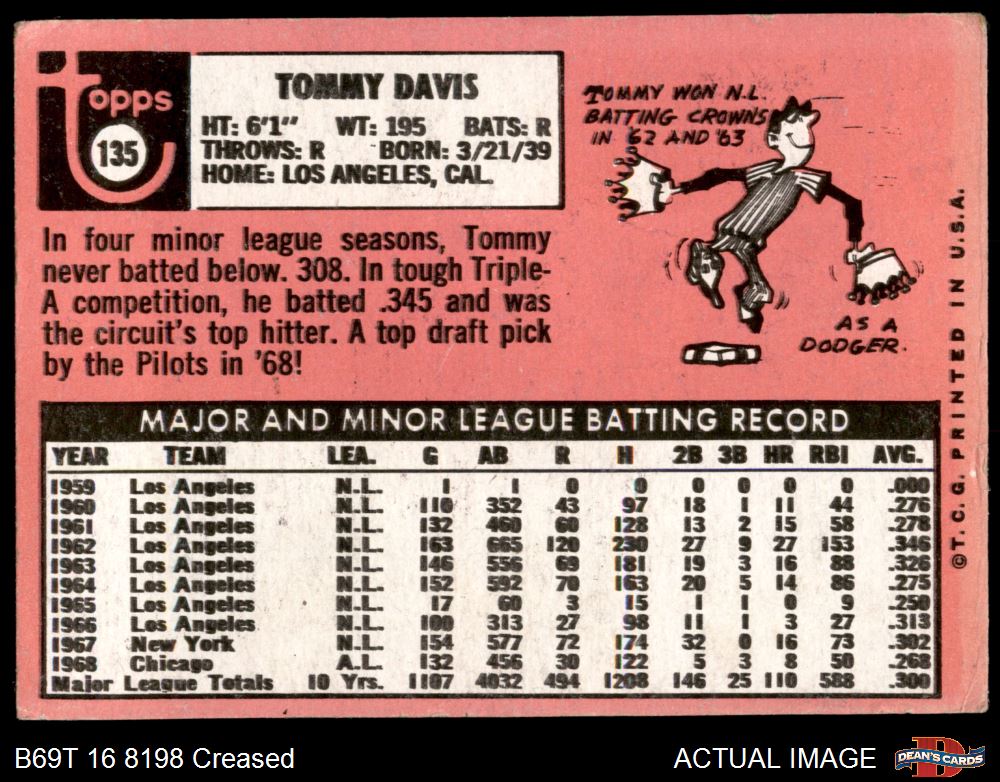 Topps
135
TOMMY DAVIS
HT: 6'1" WT: 195 BATS: R
THROWS: R BORN: 3/21/39
HOME: LOS ANGELES, CAL.
TOMMY WON N.L.
BATTING CROWNS
IN '62 AND '63
AS A
DODGER.
In four minor league seasons, Tommy
never batted below. 308. In tough Triple-
A competition, he batted .345 and was
the circuit's top hitter. A top draft pick
by the Pilots in '68!
MAJOR AND MINOR LEAGUE BATTING RECORD
YEAR TEAM LEA. G AB R H 2B 3B HR RBI AVG.
1959 Los Angeles N.L. 1 1 0 0 0 0 0 0 .000
1960 Los Angeles N.L. 110 352 43 97 18 1 11 44 .276
1961 Los Angeles N.L. 132 460 60 128 13 2 15 58 .278
1962 Los Angeles N.L. 163 665 120 230 27 9 27 153 .346
1963 Los Angeles N.L. 146 556 69 181 19 3 16 88 .326
1964 Los Angeles N.L. 152 592 70 163 20 5 14 86 .275
1965 Los Angeles N.L. 17 60 3 15 1 1 0 9 .250
1966 Los Angeles N.L. 100 313 27 98 11 1 3 27 .313
1967 New York N.L. 154 577 72 174 32 0 16 73 .302
1968 Chicago A.L. 132 456 30 122 5 3 8 50 .268
Major League Totals 10 Yrs. 1107 4032 494 1208 146 25 110 588 .300
©T.C.G. PRINTED IN U.S.A.
B69T 16 8198 Creased
ACTUAL IMAGE
D
DEAN'S CARDS